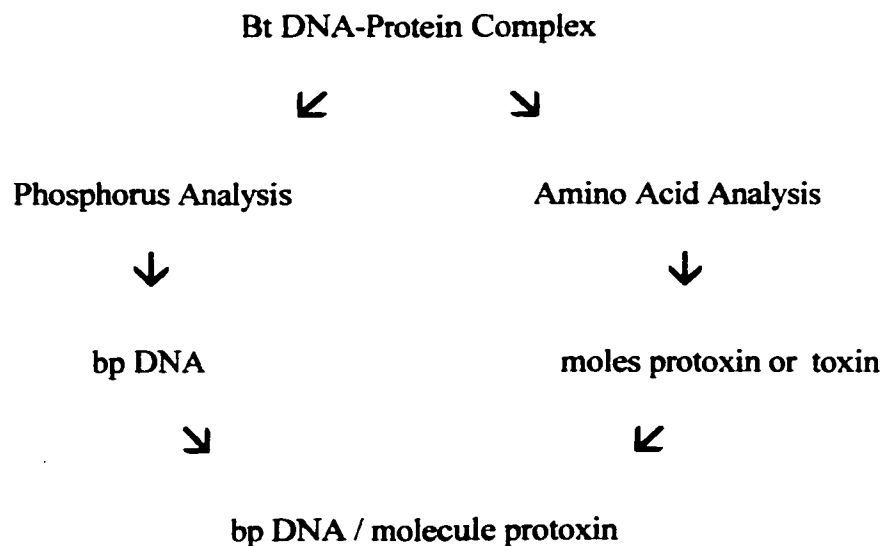 Bt DNA-Protein Complex
↙ ↘
Phosphorus Analysis Amino Acid Analysis
↓ ↓
bp DNA moles protoxin or toxin
↘ ↙
bp DNA / molecule protoxin